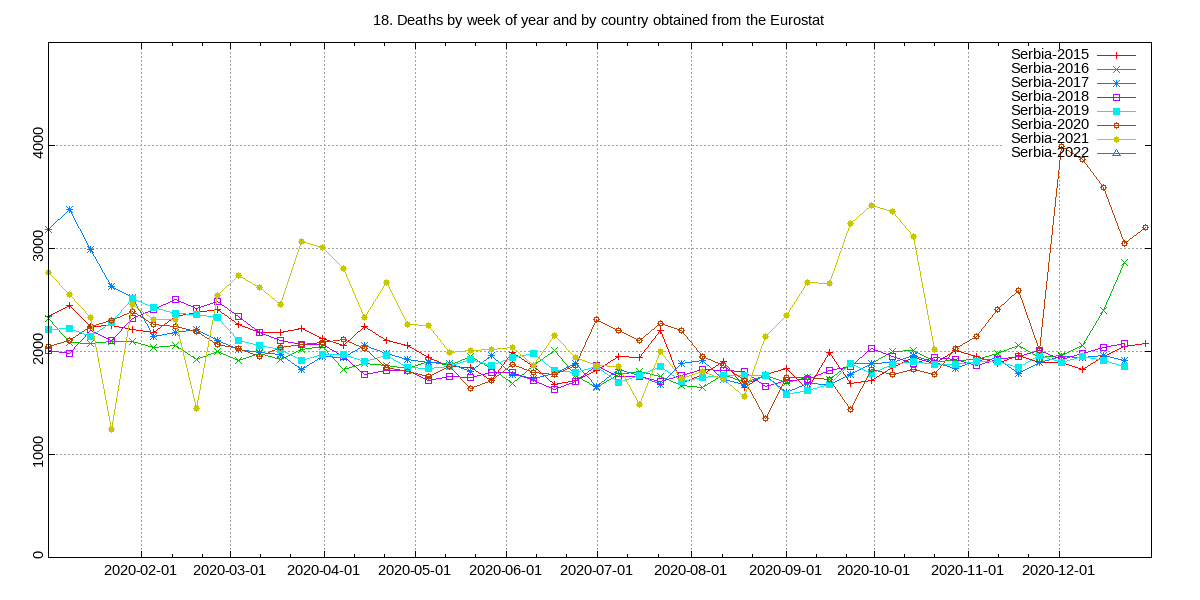 18. Deaths by week of year and by country obtained from the Eurostat
Serbia-2015
Serbia-2016
Serbia-2017
Serbia-2018
Serbia-2019
Serbia-2020
Serbia-2021
Serbia-2022
4000
3000
2000
1000
0
2020-02-01 2020-03-01 2020-04-01 2020-05-01 2020-06-01 2020-07-01 2020-08-01 2020-09-01 2020-10-01 2020-11-01 2020-12-01